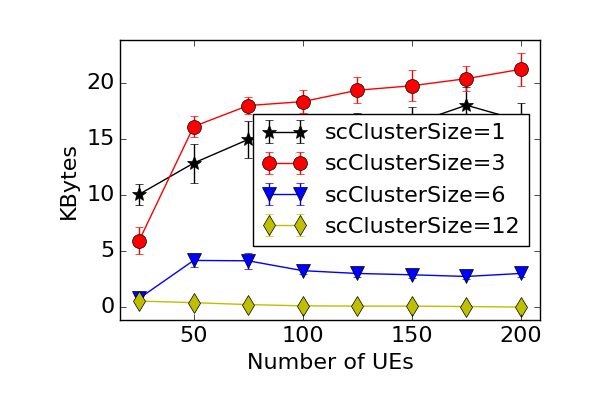 20
15
10
5
0
KBytes
scClusterSize=1
scClusterSize=3
scClusterSize=6
scClusterSize=12
50
100
150
200
Number of UEs